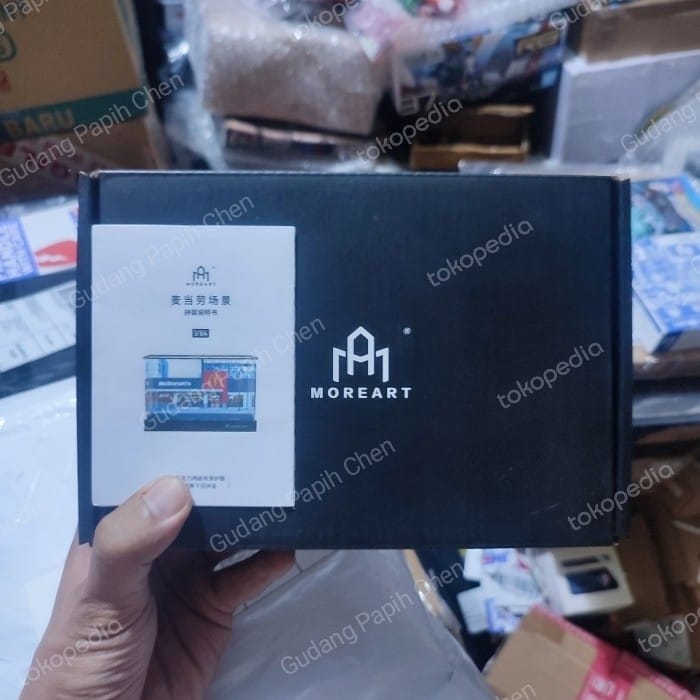 BARU
MOREART
麦当劳场景
拼装说明书
1/64
McDonald's
MOREART
®
Gudang Papih Chen
tokopedia